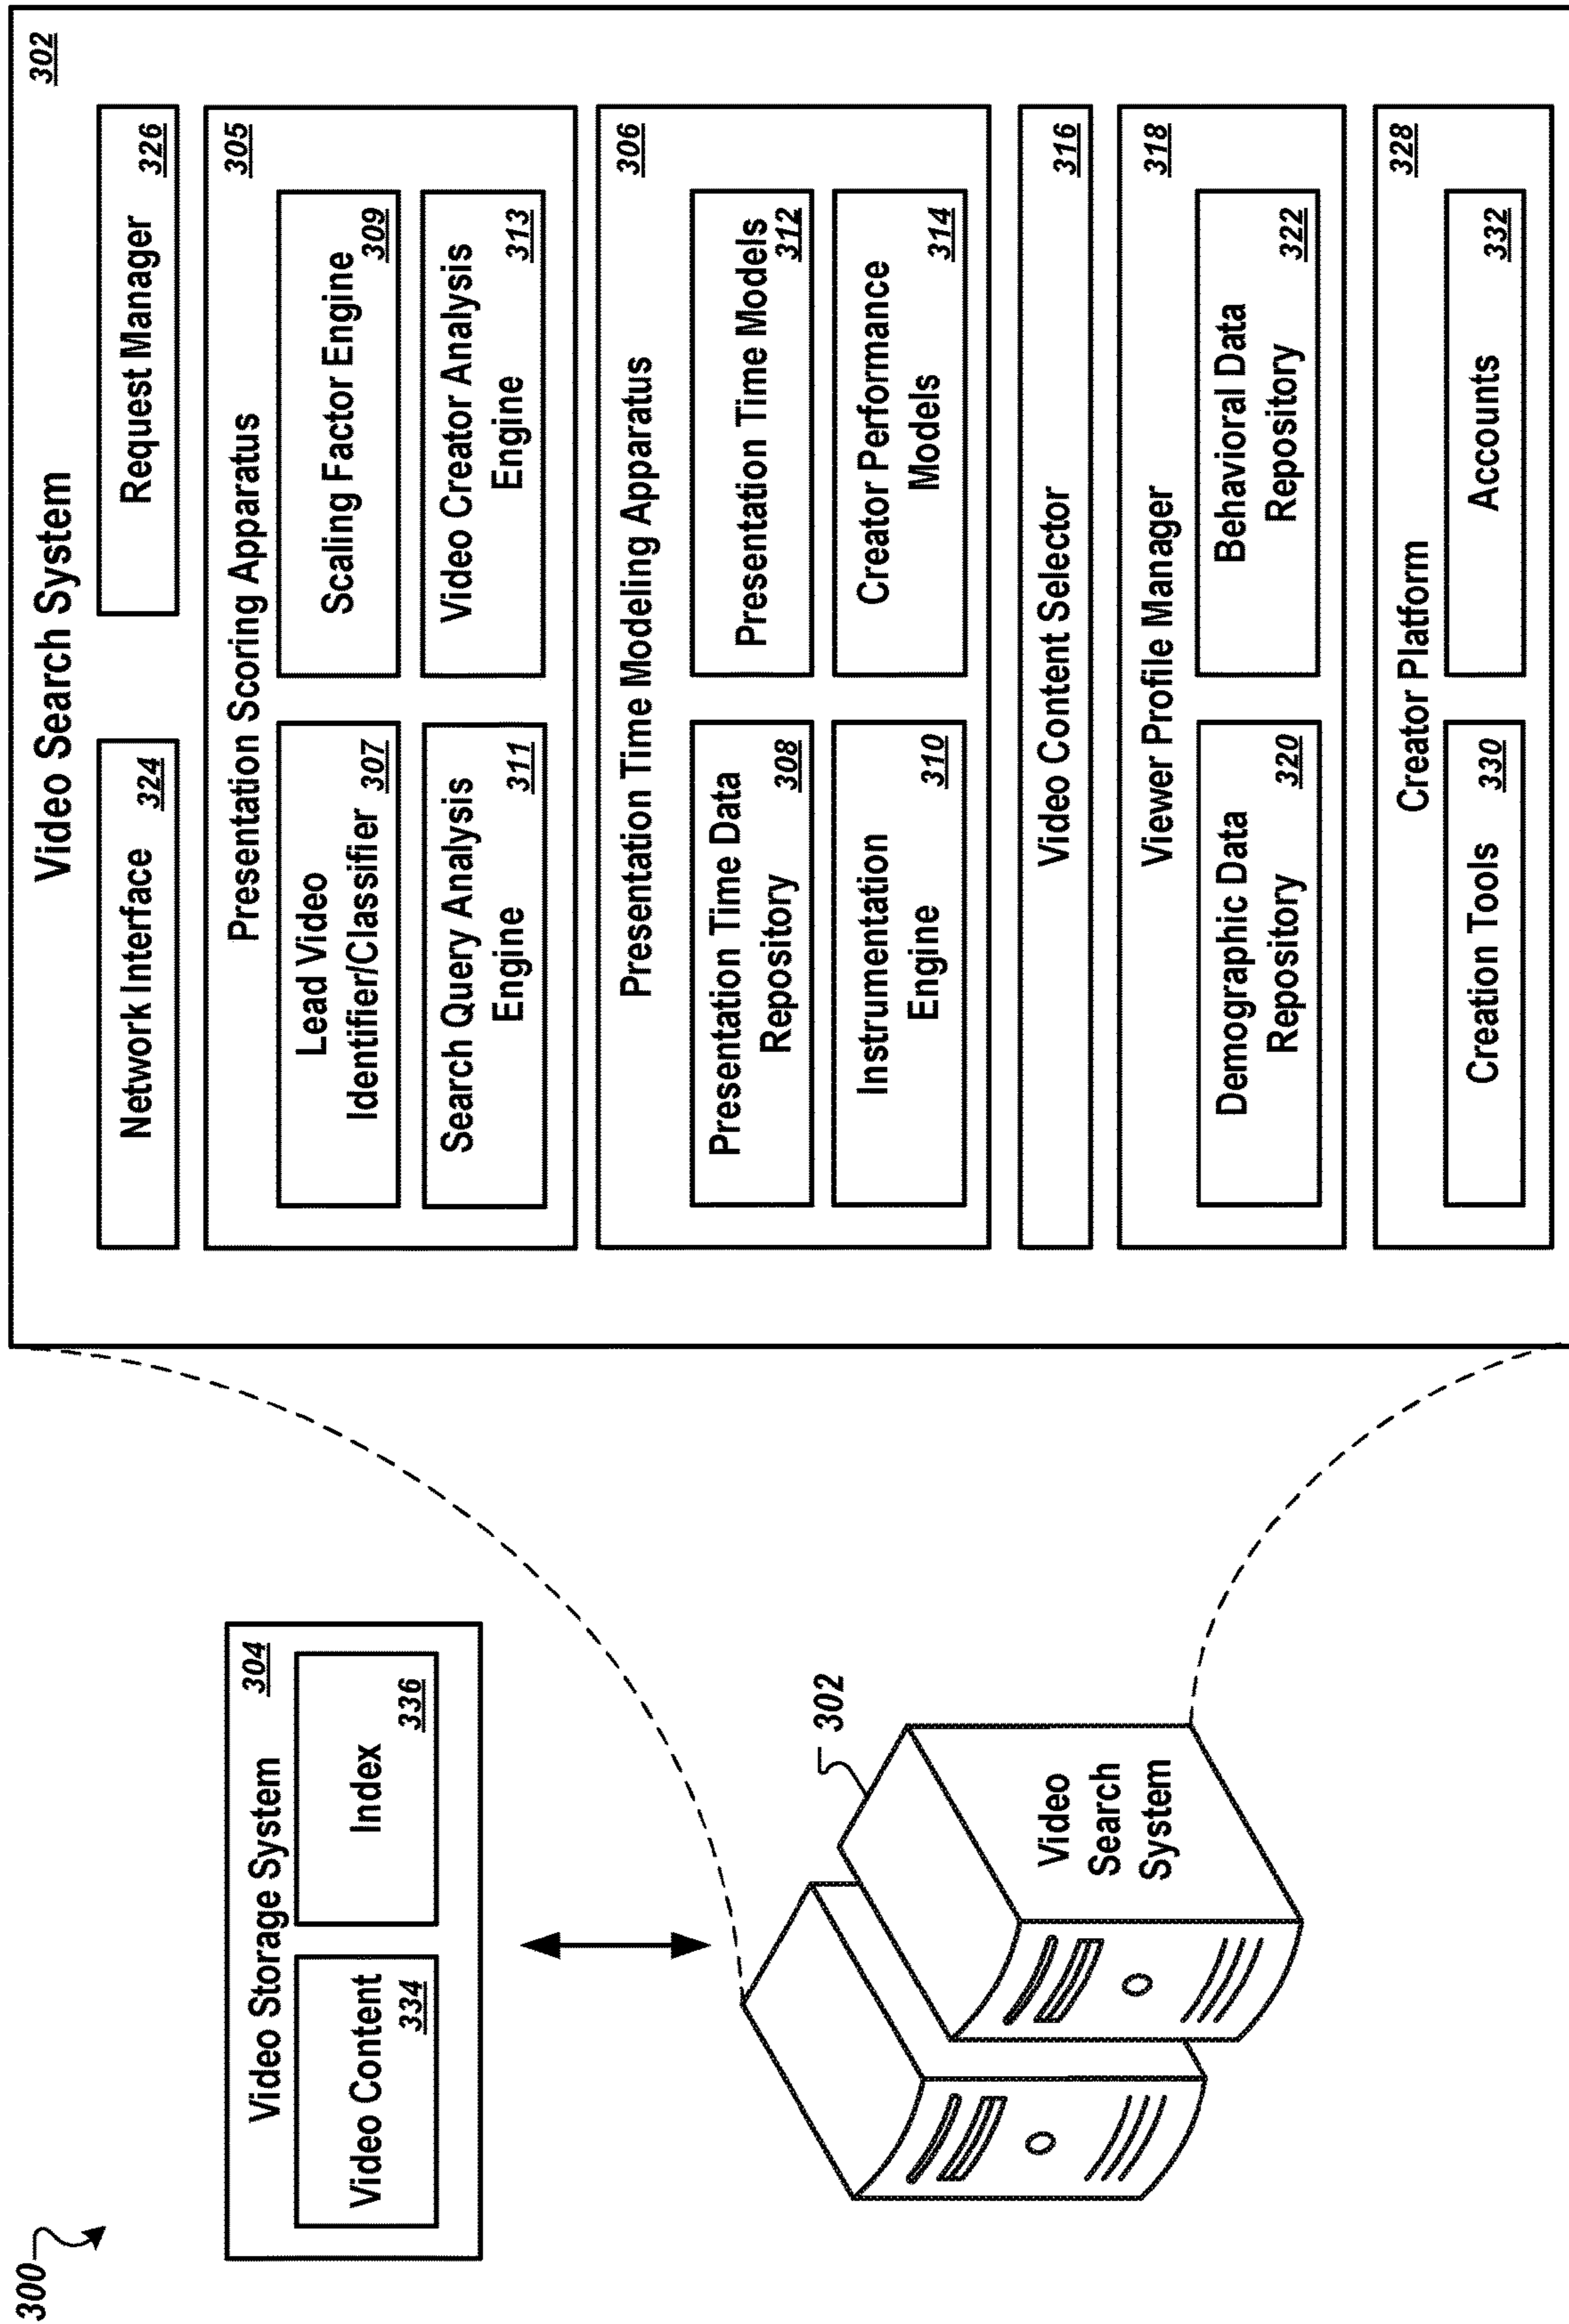 300
Video Storage System
304
Video Content
334
Index
336
302
Video
Search
System
Video Search System
302
Network Interface
324
Request Manager
326
Presentation Scoring Apparatus
305
Lead Video
Identifier/Classifier
307
Scaling Factor Engine
309
Search Query Analysis
Engine
311
Video Creator Analysis
Engine
313
Presentation Time Modeling Apparatus
306
Presentation Time Data
Repository
308
Presentation Time Models
312
Instrumentation
Engine
310
Creator Performance
Models
314
Video Content Selector
316
Viewer Profile Manager
318
Demographic Data
Repository
320
Behavioral Data
Repository
322
Creator Platform
328
Creation Tools
330
Accounts
332